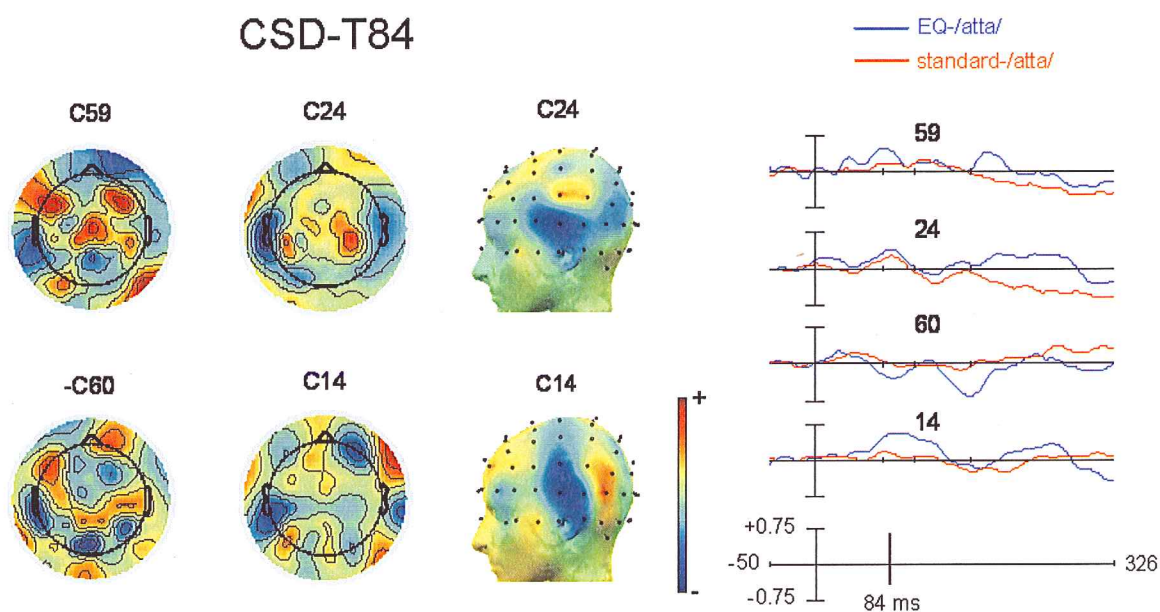 CSD-T84
EQ-/atta/
standard-/atta/
C59
C24
C24
-C60
C14
C14
+
-
59
24
60
14
+0.75
-50
326
-0.75
84 ms